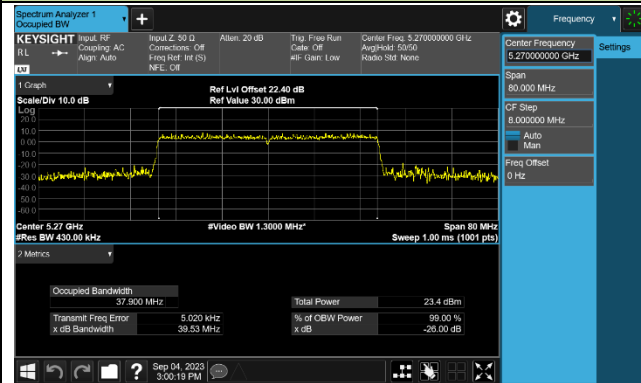 Spectrum Analyzer 1
Occupied BW
Frequency
KEYSIGHT
RL
Input: RF
Coupling: AC
Align: Auto
Input Z: 50 Ω
Corrections: Off
Freq Ref: Int (S)
NFE: Off
Atten: 20 dB
Trig: Free Run
Gate: Off
#IF Gain: Low
Center Freq: 5.270000000 GHz
Avg|Hold: 50/50
Radio Std: None
LXI
Center Frequency
5.270000000 GHz
Settings
Span
80.000 MHz
CF Step
8.000000 MHz
Auto
Man
Freq Offset
0 Hz
1 Graph
Scale/Div 10.0 dB
Ref Lvl Offset 22.40 dB
Ref Value 30.00 dBm
Log
20.0
10.0
0.00
-10.0
-20.0
-30.0
-40.0
-50.0
-60.0
Center 5.27 GHz
#Res BW 430.00 kHz
#Video BW 1.3000 MHz*
Span 80 MHz
Sweep 1.00 ms (1001 pts)
2 Metrics
Occupied Bandwidth
37.900 MHz
Total Power
23.4 dBm
Transmit Freq Error
5.020 kHz
% of OBW Power
99.00 %
x dB Bandwidth
39.53 MHz
x dB
-26.00 dB
Sep 04, 2023
3:00:19 PM